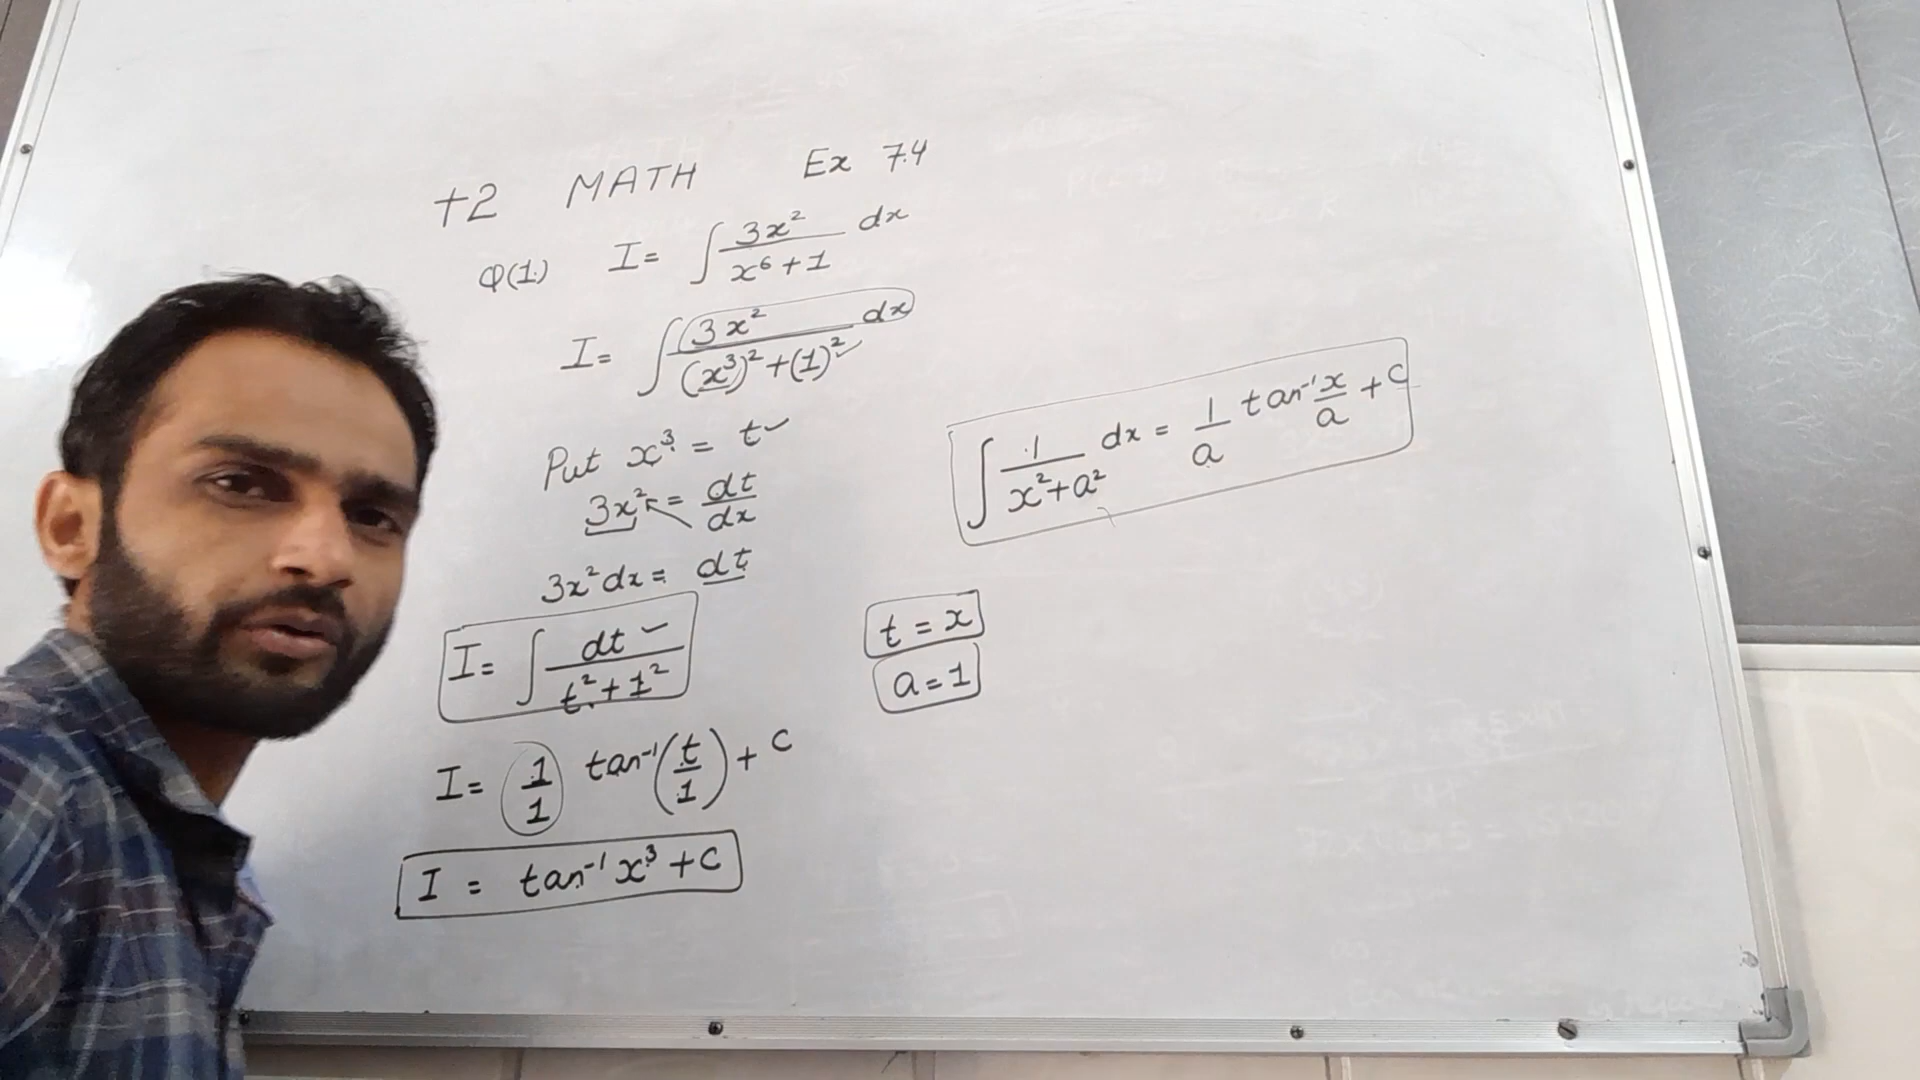 +2 MATH Ex 7.4
Q(1.) I = ∫ 3x² / x⁶ + 1 dx
I = ∫ 3x² dx / (x³)² + (1)²
Put x³ = t
3x² = dt/dx
3x² dx = dt
I = ∫ dt / t² + 1²
I = 1/1 tan⁻¹(t/1) + c
I = tan⁻¹ x³ + c
∫ 1 / x² + a² dx = 1/a tan⁻¹ x/a + C
t = x
a = 1